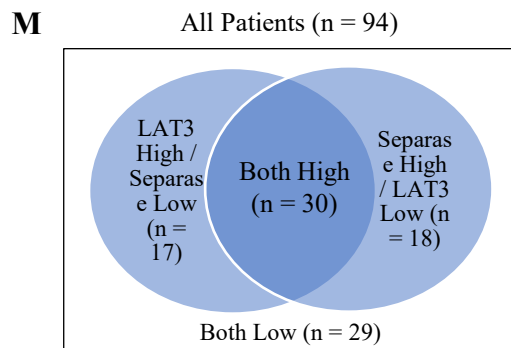 M
All Patients (n = 94)
LAT3
High /
Separas
e Low
(n =
17)
Both High
(n = 30)
Separas
e High
/ LAT3
Low (n
= 18)
Both Low (n = 29)